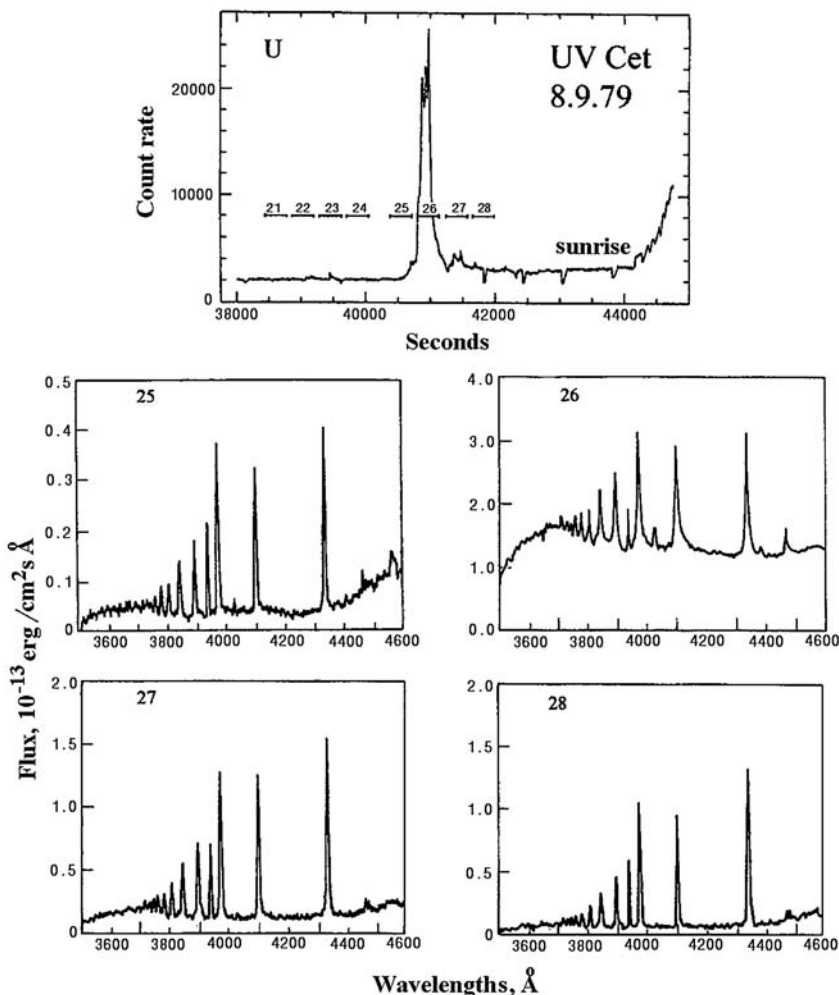 U
UV Cet
8.9.79
20000
10000
0
Count rate
21 22 23 24 25 26 27 28
sunrise
38000 40000 42000 44000
Seconds
25
0.5
0.4
0.3
0.2
0.1
0
3600 3800 4000 4200 4400 4600
26
4.0
3.0
2.0
1.0
0.0
3600 3800 4000 4200 4400 4600
27
2.0
1.5
1.0
0.5
0
3600 3800 4000 4200 4400 4600
28
2.0
1.5
1.0
0.5
0
3600 3800 4000 4200 4400 4600
Flux, 10⁻¹³ erg /cm² s Å
Wavelengths, Å